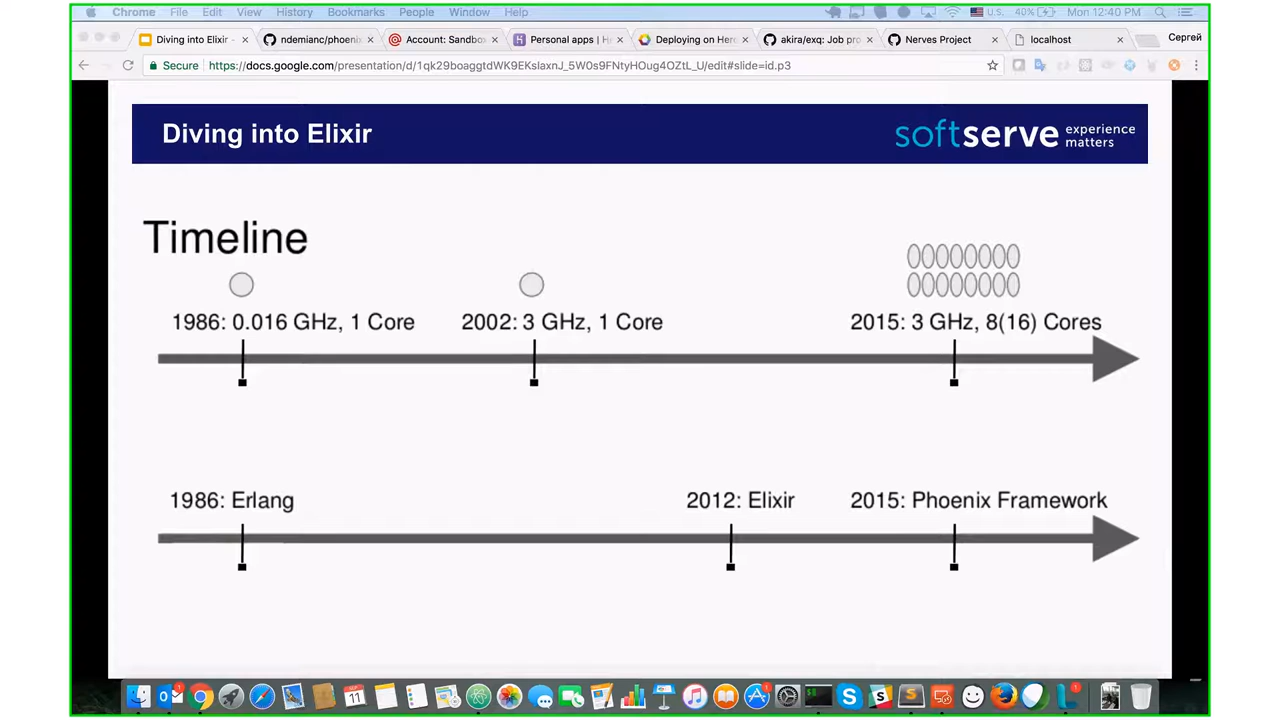 Chrome File Edit View History Bookmarks People Window Help U.S. 40% Mon 12:40 PM
Diving into Elixir - ndemianc/phoenix Account: Sandbo Personal apps | H Deploying on Her akira/exq: Job pro Nerves Project localhost Сергей
Secure https://docs.google.com/presentation/d/1qk29boaggtdWK9EKslaxnJ_5W0s9FNtyHOug4OZtL_U/edit#slide=id.p3
Diving into Elixir
softserve experience matters
Timeline
1986: 0.016 GHz, 1 Core 2002: 3 GHz, 1 Core 2015: 3 GHz, 8(16) Cores
1986: Erlang 2012: Elixir 2015: Phoenix Framework